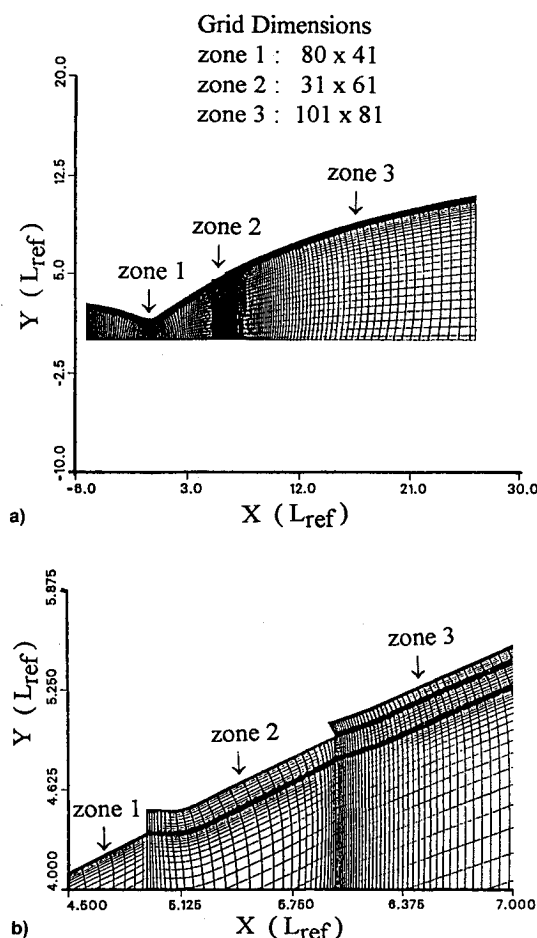 Grid Dimensions
zone 1 : 80 x 41
zone 2 : 31 x 61
zone 3 : 101 x 81
20.0
12.5
5.0
-2.5
-10.0
Y ( Lref )
zone 1
zone 2
zone 3
-6.0 3.0 12.0 21.0 30.0
X ( Lref )
a)
5.875
5.250
4.625
4.000
Y ( Lref )
zone 1
zone 2
zone 3
4.500 5.125 5.750 6.375 7.000
X ( Lref )
b)